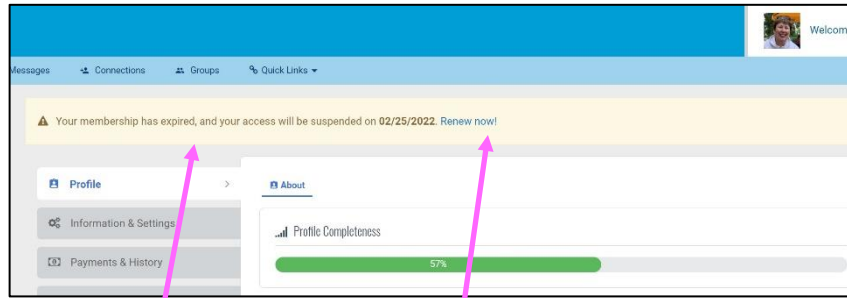 Welcom
Messages Connections Groups Quick Links
Your membership has expired, and your access will be suspended on 02/25/2022. Renew now!
Profile
About
Information & Settings
Profile Completeness
Payments & History
57%